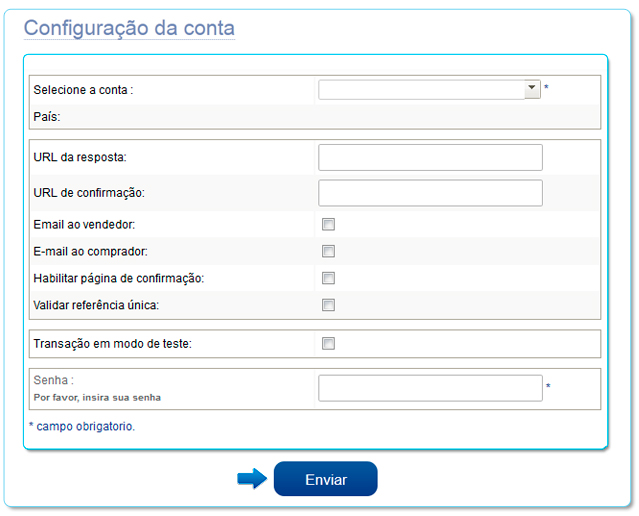 Configuração da conta
Selecione a conta : *
País:
URL da resposta:
URL de confirmação:
Email ao vendedor:
E-mail ao comprador:
Habilitar página de confirmação:
Validar referência única:
Transação em modo de teste:
Senha : *
Por favor, insira sua senha
* campo obrigatorio.
Enviar